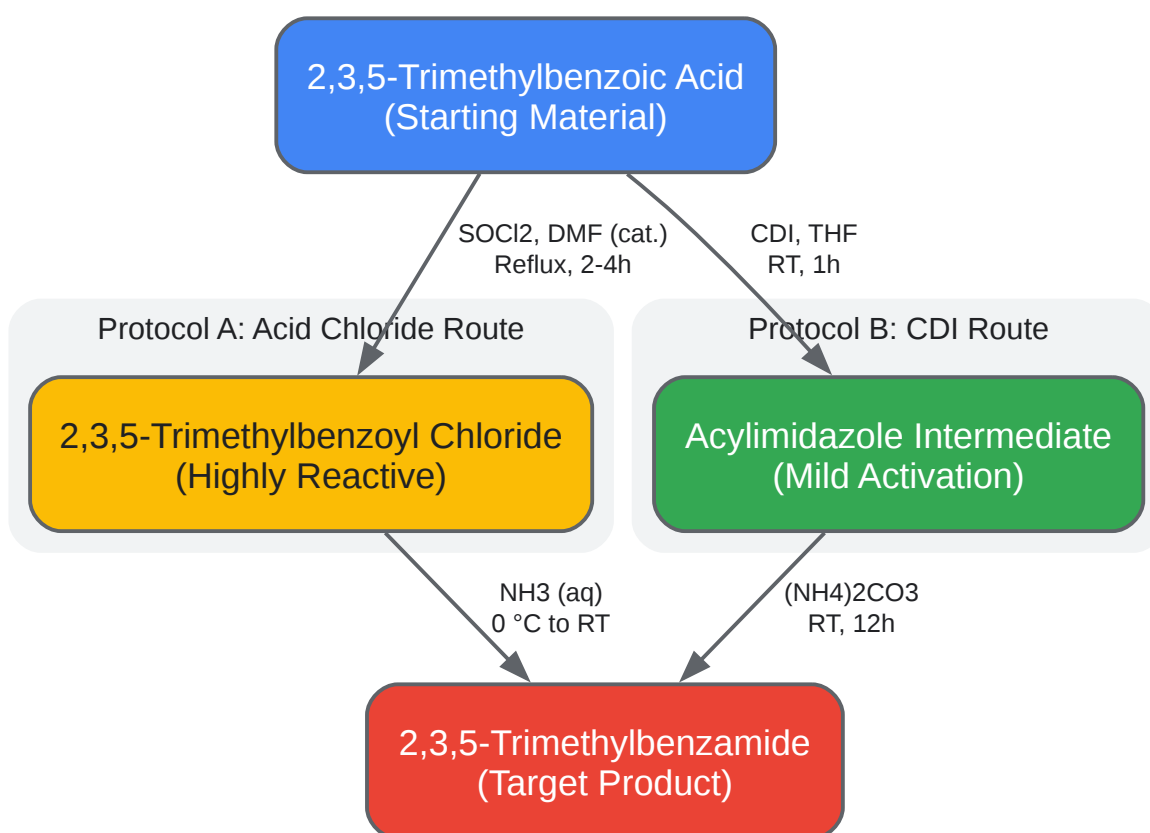 2,3,5-Trimethylbenzoic Acid
(Starting Material)
SOCl2, DMF (cat.)
Reflux, 2-4h
CDI, THF
RT, 1h
Protocol A: Acid Chloride Route
Protocol B: CDI Route
2,3,5-Trimethylbenzoyl Chloride
(Highly Reactive)
Acylimidazole Intermediate
(Mild Activation)
NH3 (aq)
0 °C to RT
(NH4)2CO3
RT, 12h
2,3,5-Trimethylbenzamide
(Target Product)